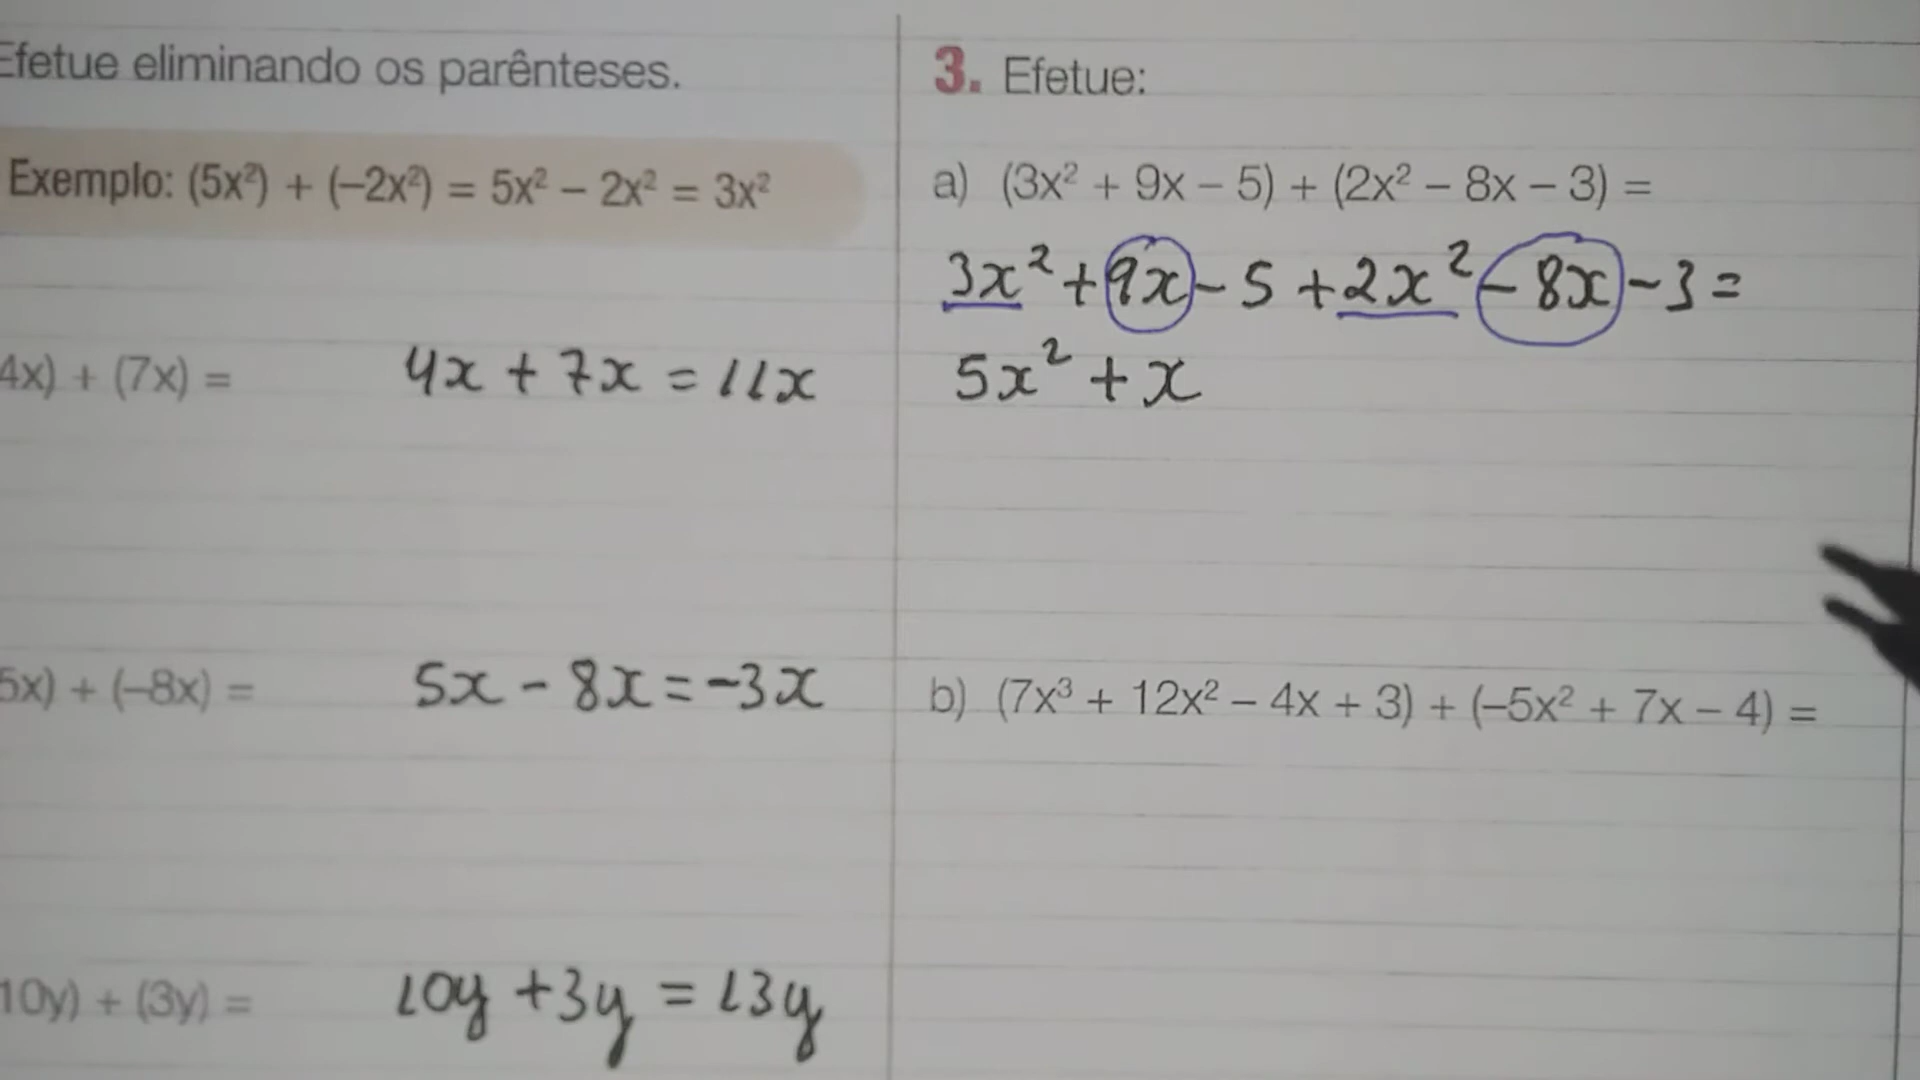 Efetue eliminando os parênteses.
Exemplo: (5x²) + (−2x²) = 5x² − 2x² = 3x²
4x) + (7x) = 4x + 7x = 11x
5x) + (−8x) = 5x - 8x = -3x
10y) + (3y) = 10y + 3y = 13y
3. Efetue:
a) (3x² + 9x − 5) + (2x² − 8x − 3) =
3x² + 9x - 5 + 2x² - 8x - 3 =
5x² + x
b) (7x³ + 12x² − 4x + 3) + (−5x² + 7x − 4) =